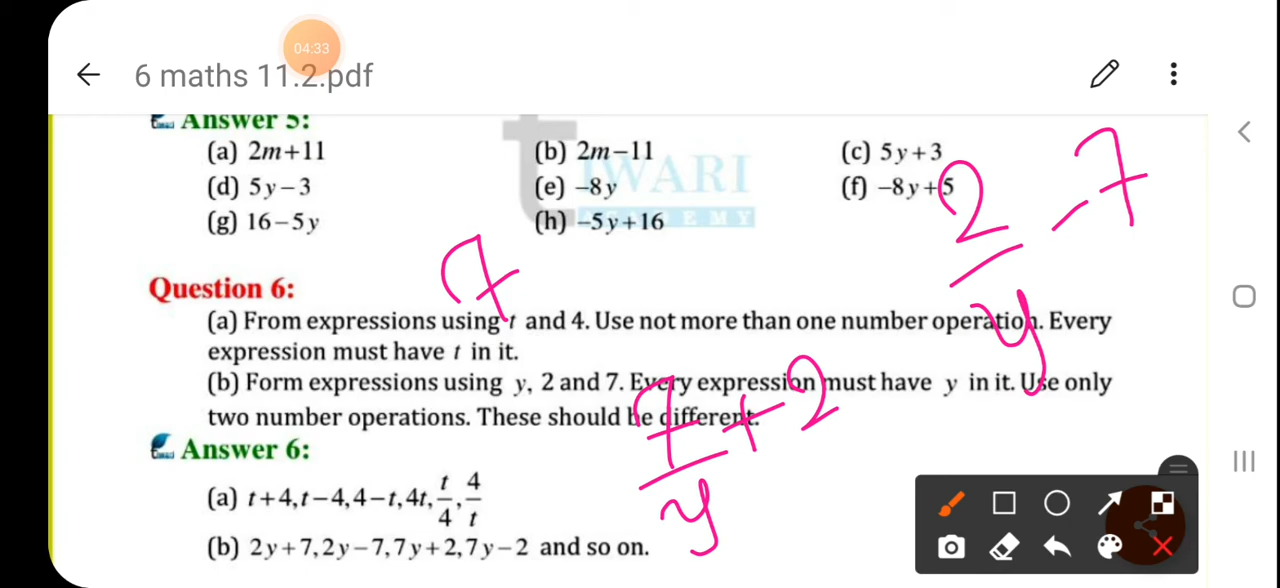 04:33
6 maths 11.2.pdf
Answer 5:
(a) 2m+11 (b) 2m−11 (c) 5y+3
(d) 5y−3 (e) −8y (f) −8y+5
(g) 16−5y (h) −5y+16
tIWARI
ACADEMY
2/y −7
7
Question 6:
(a) From expressions using t and 4. Use not more than one number operation. Every
expression must have t in it.
(b) Form expressions using y, 2 and 7. Every expression must have y in it. Use only
two number operations. These should be different.
7/y +2
Answer 6:
(a) t+4, t−4, 4−t, 4t, t/4, 4/t
(b) 2y+7, 2y−7, 7y+2, 7y−2 and so on.